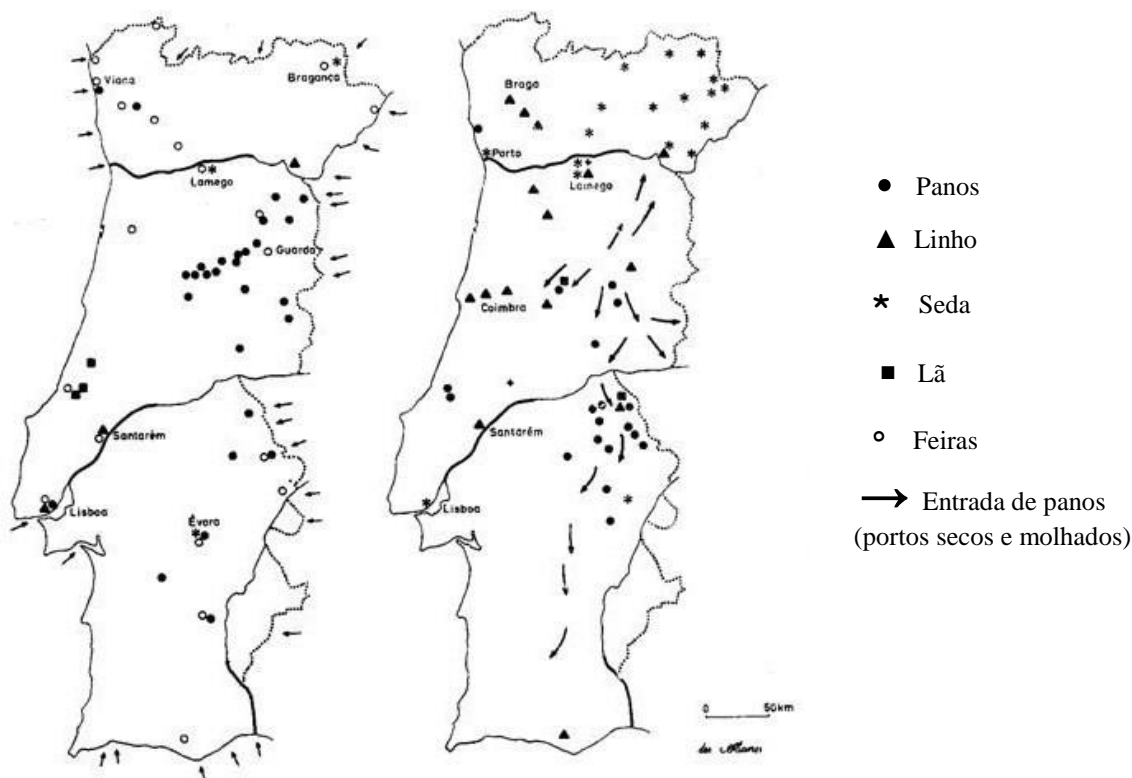 Viana
Bragança
Lamego
Guarda
Santarém
Lisboa
Évora
Braga
Porto
Lamego
Coimbra
Santarém
Lisboa
0 50km
Panos
Linho
Seda
Lã
Feiras
Entrada de panos
(portos secos e molhados)